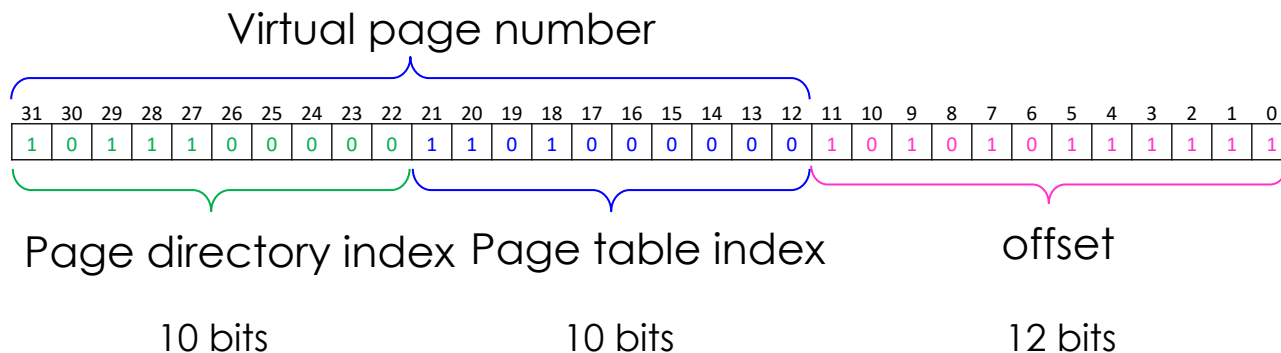 Virtual page number
31 30 29 28 27 26 25 24 23 22 21 20 19 18 17 16 15 14 13 12 11 10 9 8 7 6 5 4 3 2 1 0
1 0 1 1 1 0 0 0 0 0 1 1 0 1 0 0 0 0 0 0 1 0 1 0 1 0 1 1 1 1 1 1
Page directory index Page table index offset
10 bits 10 bits 12 bits